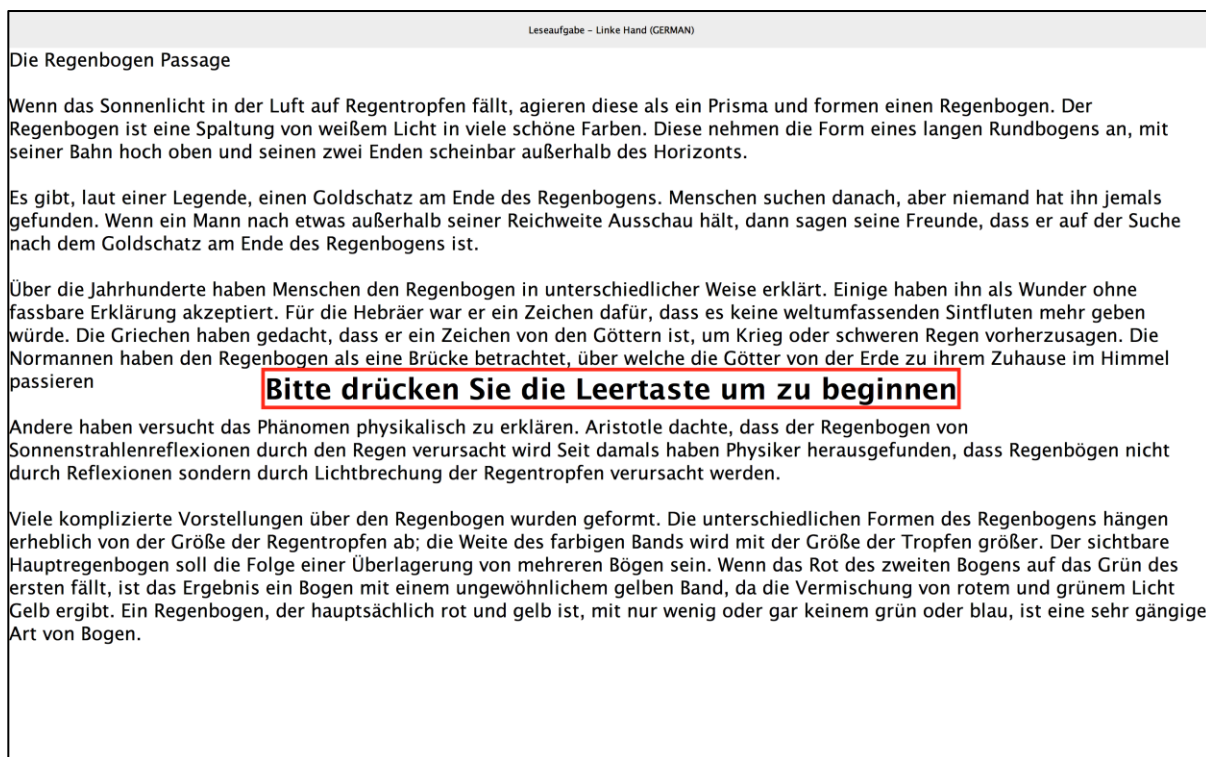 Leseaufgabe – Linke Hand (GERMAN)
Die Regenbogen Passage
Wenn das Sonnenlicht in der Luft auf Regentropfen fällt, agieren diese als ein Prisma und formen einen Regenbogen. Der
Regenbogen ist eine Spaltung von weißem Licht in viele schöne Farben. Diese nehmen die Form eines langen Rundbogens an, mit
seiner Bahn hoch oben und seinen zwei Enden scheinbar außerhalb des Horizonts.
Es gibt, laut einer Legende, einen Goldschatz am Ende des Regenbogens. Menschen suchen danach, aber niemand hat ihn jemals
gefunden. Wenn ein Mann nach etwas außerhalb seiner Reichweite Ausschau hält, dann sagen seine Freunde, dass er auf der Suche
nach dem Goldschatz am Ende des Regenbogens ist.
Über die Jahrhunderte haben Menschen den Regenbogen in unterschiedlicher Weise erklärt. Einige haben ihn als Wunder ohne
fassbare Erklärung akzeptiert. Für die Hebräer war er ein Zeichen dafür, dass es keine weltumfassenden Sintfluten mehr geben
würde. Die Griechen haben gedacht, dass er ein Zeichen von den Göttern ist, um Krieg oder schweren Regen vorherzusagen. Die
Normannen haben den Regenbogen als eine Brücke betrachtet, über welche die Götter von der Erde zu ihrem Zuhause im Himmel
passieren
Bitte drücken Sie die Leertaste um zu beginnen
Andere haben versucht das Phänomen physikalisch zu erklären. Aristotle dachte, dass der Regenbogen von
Sonnenstrahlenreflexionen durch den Regen verursacht wird Seit damals haben Physiker herausgefunden, dass Regenbögen nicht
durch Reflexionen sondern durch Lichtbrechung der Regentropfen verursacht werden.
Viele komplizierte Vorstellungen über den Regenbogen wurden geformt. Die unterschiedlichen Formen des Regenbogens hängen
erheblich von der Größe der Regentropfen ab; die Weite des farbigen Bands wird mit der Größe der Tropfen größer. Der sichtbare
Hauptregenbogen soll die Folge einer Überlagerung von mehreren Bögen sein. Wenn das Rot des zweiten Bogens auf das Grün des
ersten fällt, ist das Ergebnis ein Bogen mit einem ungewöhnlichem gelben Band, da die Vermischung von rotem und grünem Licht
Gelb ergibt. Ein Regenbogen, der hauptsächlich rot und gelb ist, mit nur wenig oder gar keinem grün oder blau, ist eine sehr gängige
Art von Bogen.